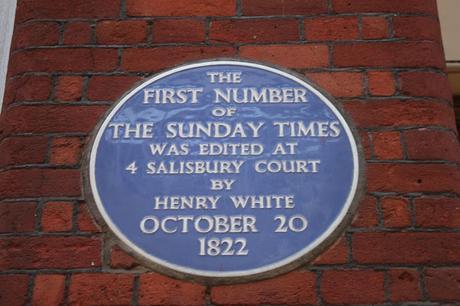 THE
FIRST NUMBER
OF
THE SUNDAY TIMES
WAS EDITED AT
4 SALISBURY COURT
BY
HENRY WHITE
OCTOBER 20
1822